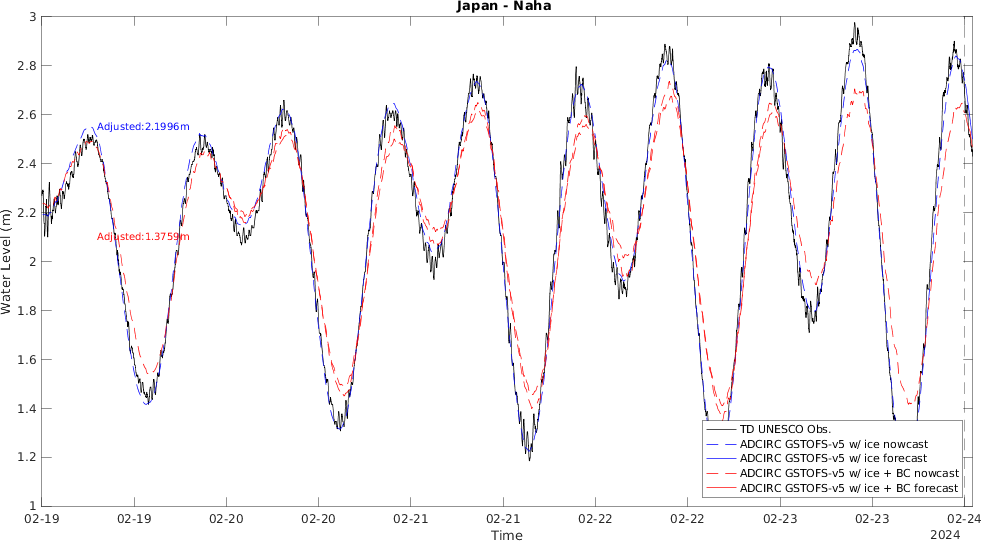 Japan - Naha
3
2.8
2.6
2.4
2.2
2
1.8
1.6
1.4
1.2
1
Water Level (m)
Adjusted:2.1996m
Adjusted:1.3759m
TD UNESCO Obs.
ADCIRC GSTOFS-v5 w/ ice nowcast
ADCIRC GSTOFS-v5 w/ ice forecast
ADCIRC GSTOFS-v5 w/ ice + BC nowcast
ADCIRC GSTOFS-v5 w/ ice + BC forecast
02-19 02-19 02-20 02-20 02-21 02-21 02-22 02-22 02-23 02-23 02-24
Time
2024